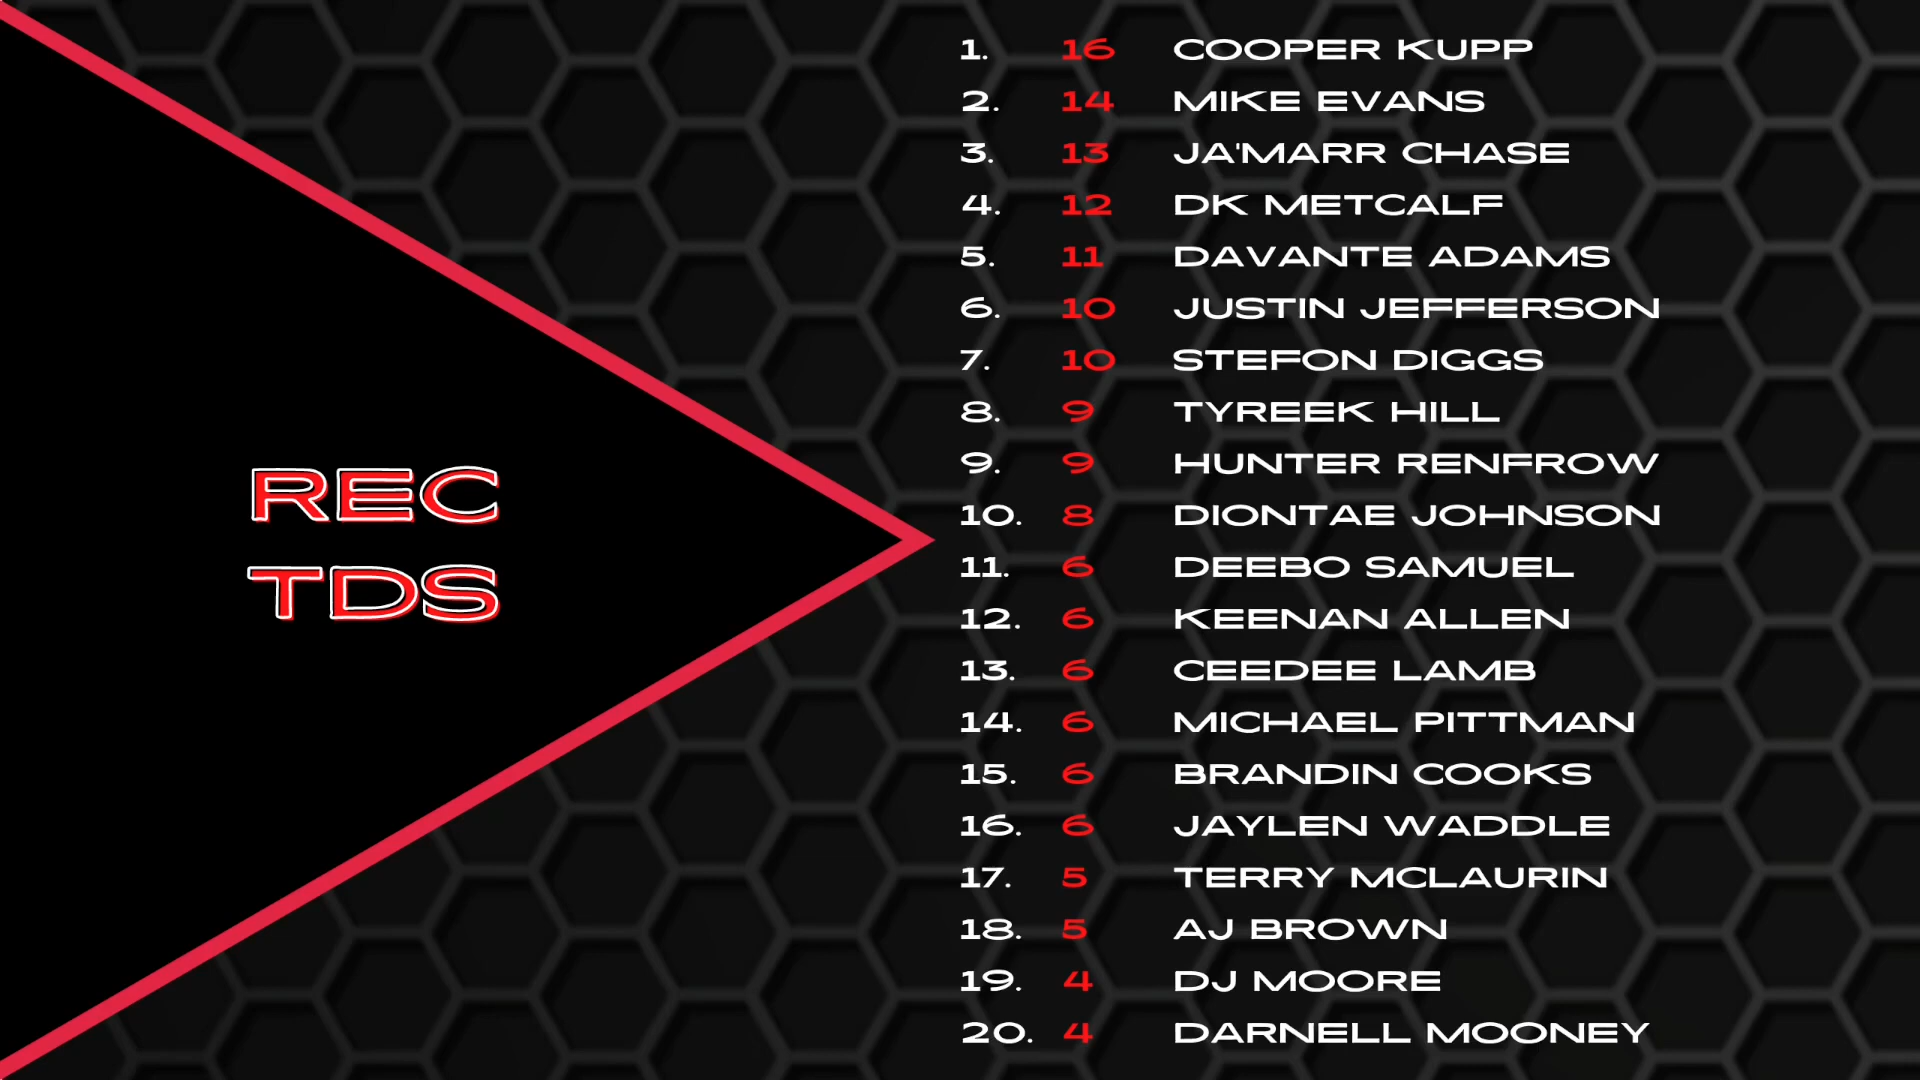 REC
TDS
1. 16 COOPER KUPP
2. 14 MIKE EVANS
3. 13 JA'MARR CHASE
4. 12 DK METCALF
5. 11 DAVANTE ADAMS
6. 10 JUSTIN JEFFERSON
7. 10 STEFON DIGGS
8. 9 TYREEK HILL
9. 9 HUNTER RENFROW
10. 8 DIONTAE JOHNSON
11. 6 DEEBO SAMUEL
12. 6 KEENAN ALLEN
13. 6 CEEDEE LAMB
14. 6 MICHAEL PITTMAN
15. 6 BRANDIN COOKS
16. 6 JAYLEN WADDLE
17. 5 TERRY MCLAURIN
18. 5 AJ BROWN
19. 4 DJ MOORE
20. 4 DARNELL MOONEY